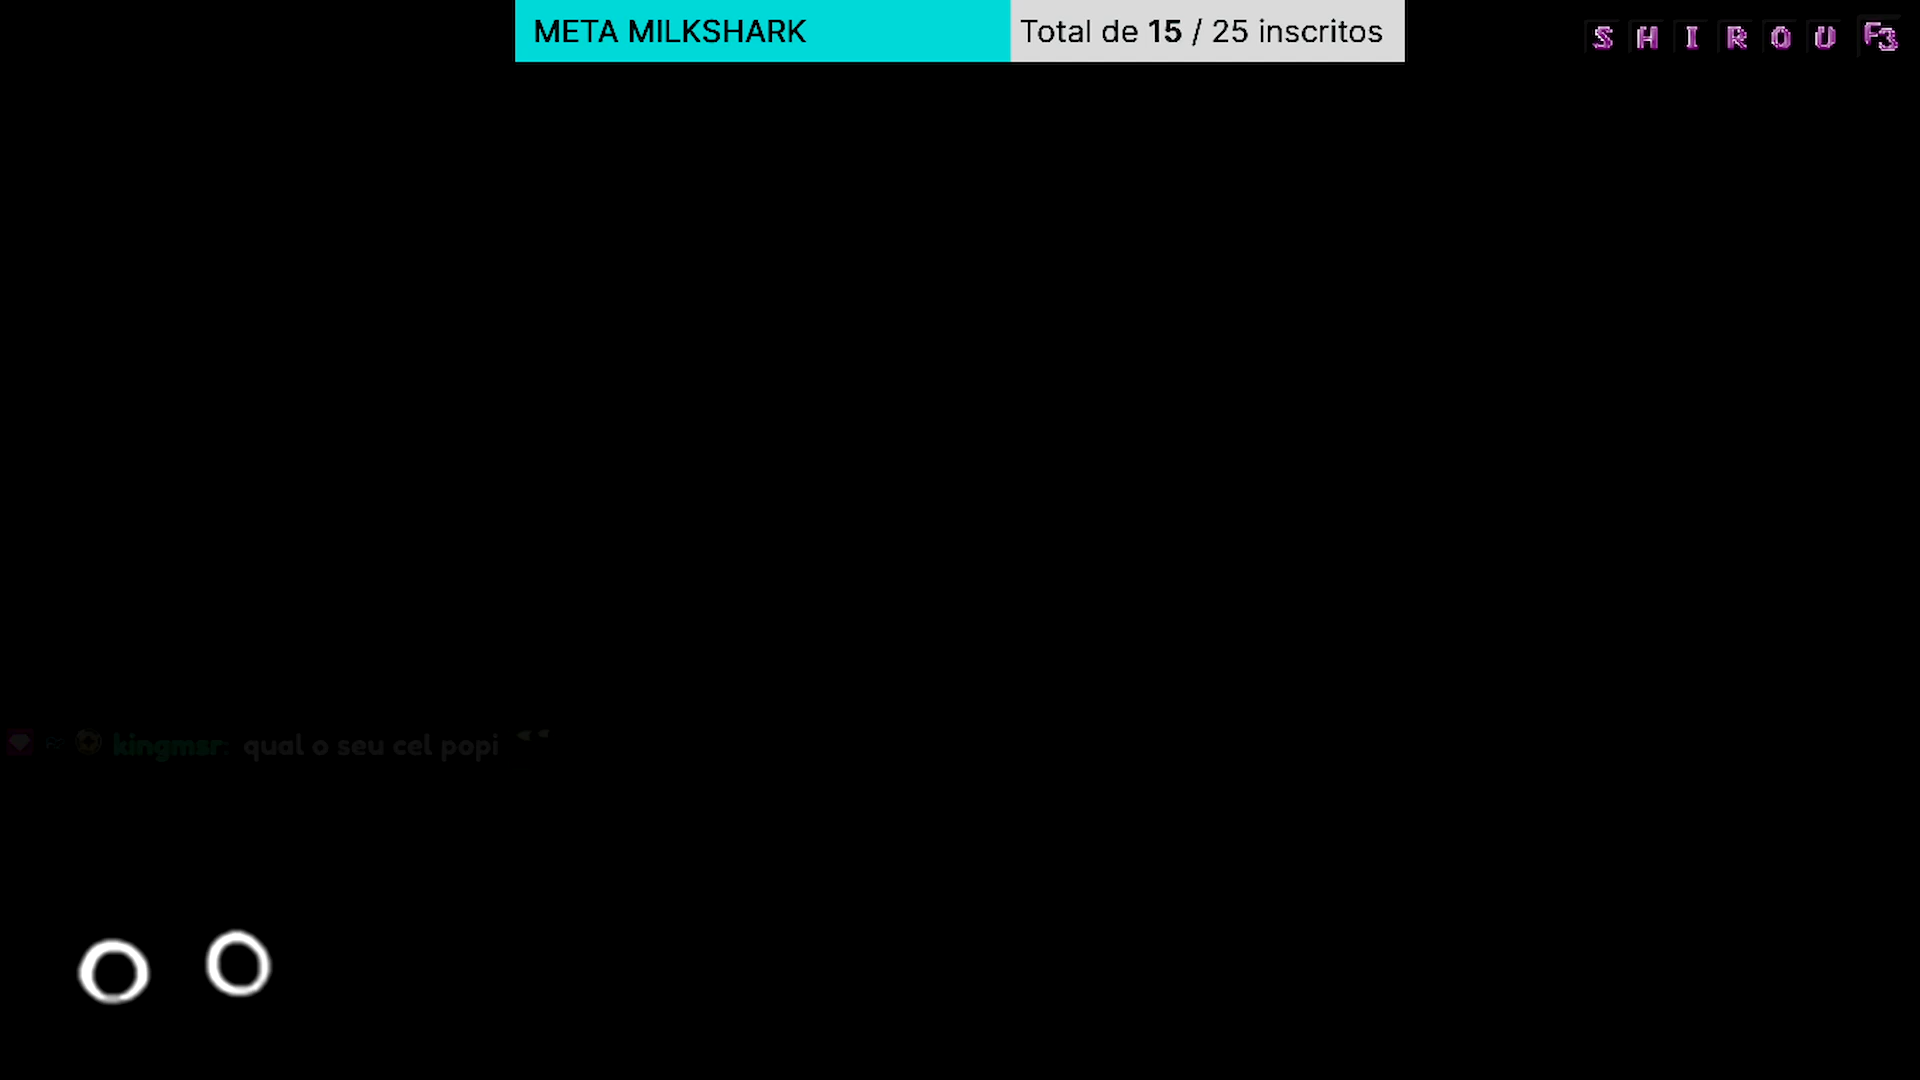 META MILKSHARK Total de 15 / 25 inscritos
SHIROU F3
kingmsr: qual o seu cel popi